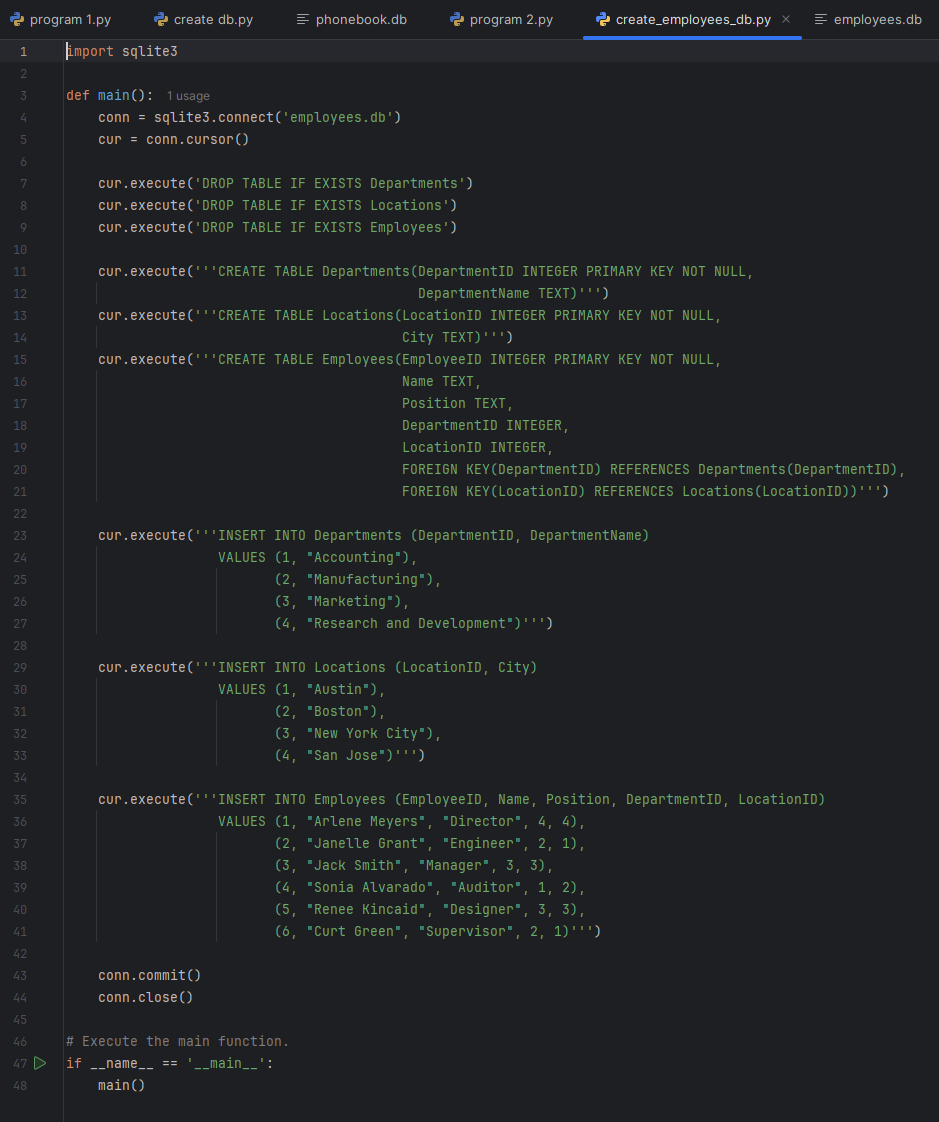 program 1.py create db.py phonebook.db program 2.py create_employees_db.py employees.db
1 import sqlite3
2
3 def main(): 1 usage
4 conn = sqlite3.connect('employees.db')
5 cur = conn.cursor()
6
7 cur.execute('DROP TABLE IF EXISTS Departments')
8 cur.execute('DROP TABLE IF EXISTS Locations')
9 cur.execute('DROP TABLE IF EXISTS Employees')
10
11 cur.execute('''CREATE TABLE Departments(DepartmentID INTEGER PRIMARY KEY NOT NULL,
12 DepartmentName TEXT)''')
13 cur.execute('''CREATE TABLE Locations(LocationID INTEGER PRIMARY KEY NOT NULL,
14 City TEXT)''')
15 cur.execute('''CREATE TABLE Employees(EmployeeID INTEGER PRIMARY KEY NOT NULL,
16 Name TEXT,
17 Position TEXT,
18 DepartmentID INTEGER,
19 LocationID INTEGER,
20 FOREIGN KEY(DepartmentID) REFERENCES Departments(DepartmentID),
21 FOREIGN KEY(LocationID) REFERENCES Locations(LocationID))''')
22
23 cur.execute('''INSERT INTO Departments (DepartmentID, DepartmentName)
24 VALUES (1, "Accounting"),
25 (2, "Manufacturing"),
26 (3, "Marketing"),
27 (4, "Research and Development")''')
28
29 cur.execute('''INSERT INTO Locations (LocationID, City)
30 VALUES (1, "Austin"),
31 (2, "Boston"),
32 (3, "New York City"),
33 (4, "San Jose")''')
34
35 cur.execute('''INSERT INTO Employees (EmployeeID, Name, Position, DepartmentID, LocationID)
36 VALUES (1, "Arlene Meyers", "Director", 4, 4),
37 (2, "Janelle Grant", "Engineer", 2, 1),
38 (3, "Jack Smith", "Manager", 3, 3),
39 (4, "Sonia Alvarado", "Auditor", 1, 2),
40 (5, "Renee Kincaid", "Designer", 3, 3),
41 (6, "Curt Green", "Supervisor", 2, 1)''')
42
43 conn.commit()
44 conn.close()
45
46 # Execute the main function.
47 if __name__ == '__main__':
48 main()